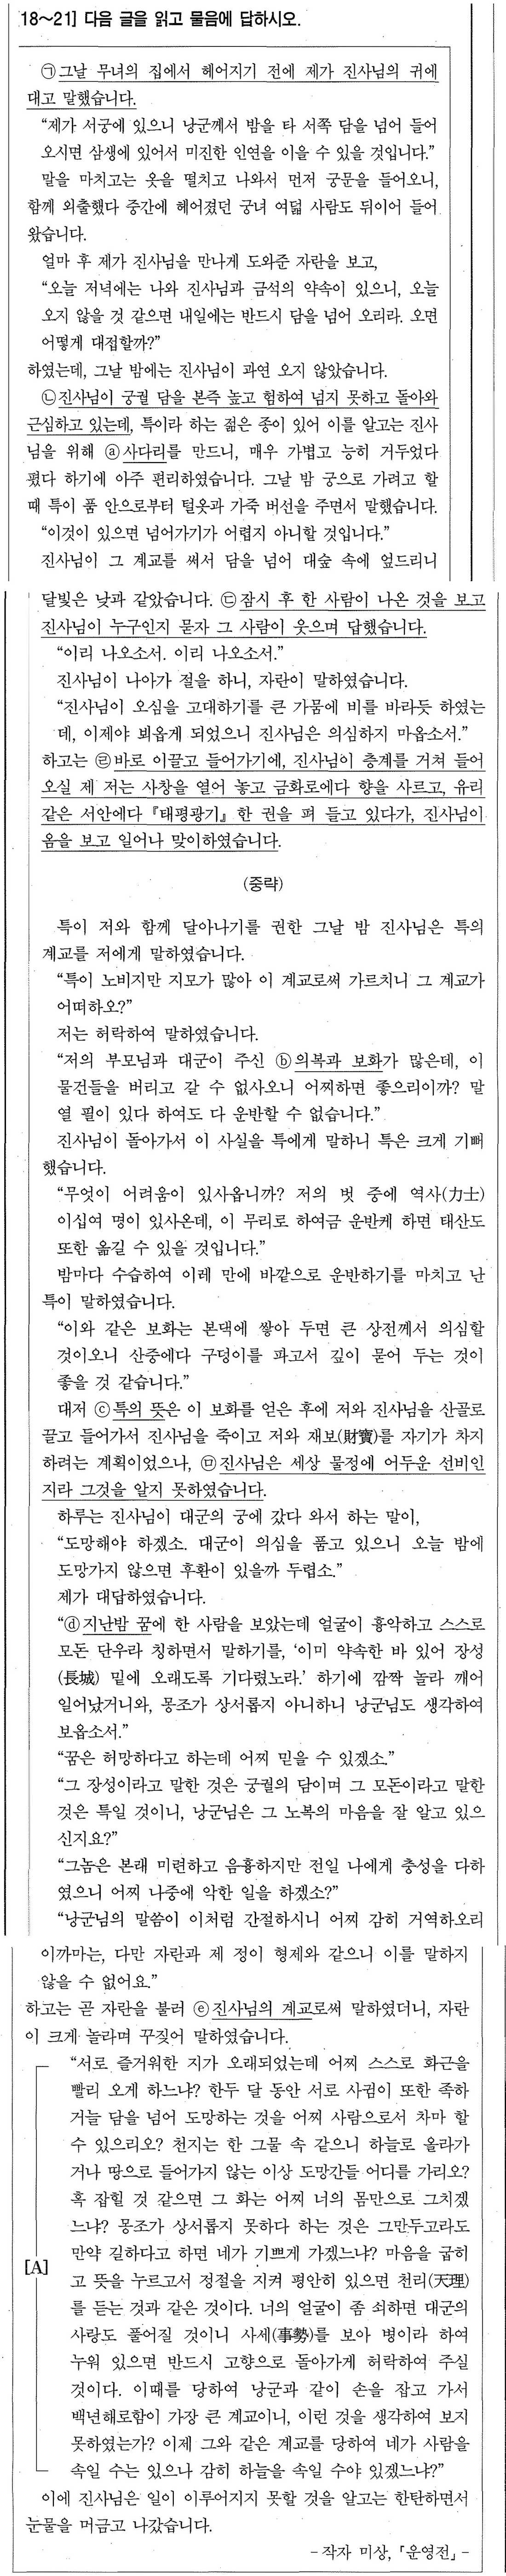 18~21] 다음 글을 읽고 물음에 답하시오.
㉠그날 무녀의 집에서 헤어지기 전에 제가 진사님의 귀에
대고 말했습니다.
“제가 서궁에 있으니 낭군께서 밤을 타 서쪽 담을 넘어 들어
오시면 삼생에 있어서 미진한 인연을 이을 수 있을 것입니다.”
말을 마치고는 옷을 떨치고 나와서 먼저 궁문을 들어오니,
함께 외출했다 중간에 헤어졌던 궁녀 여덟 사람도 뒤이어 들어
왔습니다.
얼마 후 제가 진사님을 만나게 도와준 자란을 보고,
“오늘 저녁에는 나와 진사님과 금석의 약속이 있으니, 오늘
오지 않을 것 같으면 내일에는 반드시 담을 넘어 오리라. 오면
어떻게 대접할까?”
하였는데, 그날 밤에는 진사님이 과연 오지 않았습니다.
㉡진사님이 궁궐 담을 본즉 높고 험하여 넘지 못하고 돌아와
근심하고 있는데, 특이라 하는 젊은 종이 있어 이를 알고는 진사
님을 위해 ⓐ사다리를 만드니, 매우 가볍고 능히 거두었다
폈다 하기에 아주 편리하였습니다. 그날 밤 궁으로 가려고 할
때 특이 품 안으로부터 털옷과 가죽 버선을 주면서 말했습니다.
“이것이 있으면 넘어가기가 어렵지 아니할 것입니다.”
진사님이 그 계교를 써서 담을 넘어 대숲 속에 엎드리니
달빛은 낮과 같았습니다. ㉢잠시 후 한 사람이 나온 것을 보고
진사님이 누구인지 묻자 그 사람이 웃으며 답했습니다.
“이리 나오소서. 이리 나오소서.”
진사님이 나아가 절을 하니, 자란이 말하였습니다.
“진사님이 오심을 고대하기를 큰 가뭄에 비를 바라듯 하였는
데, 이제야 뵈옵게 되었으니 진사님은 의심하지 마옵소서.”
하고는 ㉣바로 이끌고 들어가기에, 진사님이 층계를 거쳐 들어
오실 제 저는 사창을 열어 놓고 금화로에다 향을 사르고, 유리
같은 서안에다 『태평광기』 한 권을 펴 들고 있다가, 진사님이
옴을 보고 일어나 맞이하였습니다.
(중략)
특이 저와 함께 달아나기를 권한 그날 밤 진사님은 특의
계교를 저에게 말하였습니다.
“특이 노비지만 지모가 많아 이 계교로써 가르치니 그 계교가
어떠하오?”
저는 허락하여 말하였습니다.
“저의 부모님과 대군이 주신 ⓑ의복과 보화가 많은데, 이
물건들을 버리고 갈 수 없사오니 어찌하면 좋으리이까? 말
열 필이 있다 하여도 다 운반할 수 없습니다.”
진사님이 돌아가서 이 사실을 특에게 말하니 특은 크게 기뻐
했습니다.
“무엇이 어려움이 있사옵니까? 저의 벗 중에 역사(力士)
이십여 명이 있사온데, 이 무리로 하여금 운반케 하면 태산도
또한 옮길 수 있을 것입니다.”
밤마다 수습하여 이레 만에 바깥으로 운반하기를 마치고 난
특이 말하였습니다.
“이와 같은 보화는 본댁에 쌓아 두면 큰 상전께서 의심할
것이오니 산중에다 구덩이를 파고서 깊이 묻어 두는 것이
좋을 것 같습니다.”
대저 ⓒ특의 뜻은 이 보화를 얻은 후에 저와 진사님을 산골로
끌고 들어가서 진사님을 죽이고 저와 재보(財寶)를 자기가 차지
하려는 계획이었으나, ㉤진사님은 세상 물정에 어두운 선비인
지라 그것을 알지 못하였습니다.
하루는 진사님이 대군의 궁에 갔다 와서 하는 말이,
“도망해야 하겠소. 대군이 의심을 품고 있으니 오늘 밤에
도망가지 않으면 후환이 있을까 두렵소.”
제가 대답하였습니다.
“ⓓ지난밤 꿈에 한 사람을 보았는데 얼굴이 흉악하고 스스로
모돈 단우라 칭하면서 말하기를, ‘이미 약속한 바 있어 장성
(長城) 밑에 오래도록 기다렸노라.’ 하기에 깜짝 놀라 깨어
일어났거니와, 몽조가 상서롭지 아니하니 낭군님도 생각하여
보옵소서.”
“꿈은 허망하다고 하는데 어찌 믿을 수 있겠소.”
“그 장성이라고 말한 것은 궁궐의 담이며 그 모돈이라고 말한
것은 특일 것이니, 낭군님은 그 노복의 마음을 잘 알고 있으
신지요?”
“그놈은 본래 미련하고 음흉하지만 전일 나에게 충성을 다하
였으니 어찌 나중에 악한 일을 하겠소?”
“낭군님의 말씀이 이처럼 간절하시니 어찌 감히 거역하오리
이까마는, 다만 자란과 제 정이 형제와 같으니 이를 말하지
않을 수 없어요.”
하고는 곧 자란을 불러 ⓔ진사님의 계교로써 말하였더니, 자란
이 크게 놀라며 꾸짖어 말하였습니다.
“서로 즐거워한 지가 오래되었는데 어찌 스스로 화근을
빨리 오게 하느냐? 한두 달 동안 서로 사귐이 또한 족하
거늘 담을 넘어 도망하는 것을 어찌 사람으로서 차마 할
수 있으리오? 천지는 한 그물 속 같으니 하늘로 올라가
거나 땅으로 들어가지 않는 이상 도망간들 어디를 가리오?
혹 잡힐 것 같으면 그 화는 어찌 너의 몸만으로 그치겠
느냐? 몽조가 상서롭지 못하다 하는 것은 그만두고라도
만약 길하다고 하면 네가 기쁘게 가겠느냐? 마음을 굽히
[A]
고 뜻을 누르고서 정절을 지켜 평안히 있으면 천리(天理)
를 듣는 것과 같은 것이다. 너의 얼굴이 좀 쇠하면 대군의
사랑도 풀어질 것이니 사세(事勢)를 보아 병이라 하여
누워 있으면 반드시 고향으로 돌아가게 허락하여 주실
것이다. 이때를 당하여 낭군과 같이 손을 잡고 가서
백년해로함이 가장 큰 계교이니, 이런 것을 생각하여 보지
못하였는가? 이제 그와 같은 계교를 당하여 네가 사람을
속일 수는 있으나 감히 하늘을 속일 수야 있겠느냐?”
이에 진사님은 일이 이루어지지 못할 것을 알고는 한탄하면서
눈물을 머금고 나갔습니다.
- 작자 미상, 「운영전」 -